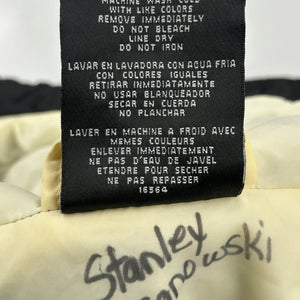 MACHINE WASH COLD
WITH LIKE COLORS
REMOVE IMMEDIATELY
DO NOT BLEACH
LINE DRY
DO NOT IRON
LAVAR EN LAVADORA CON AQUA FRIA
CON COLORES IGUALES
RETIRAR INMEDIATAMENTE
NO USAR BLANQUEADOR
SECAR EN CUERDA
NO PLANCHAR
LAVER EN MACHINE A FROID AVEC
MEMES COULEURS
ENLEVER IMMEDIATEMENT
NE PAS D'EAU DE JAVEL
ETENDRE POUR SECHER
NE PAS REPASSER
16364
Stanley